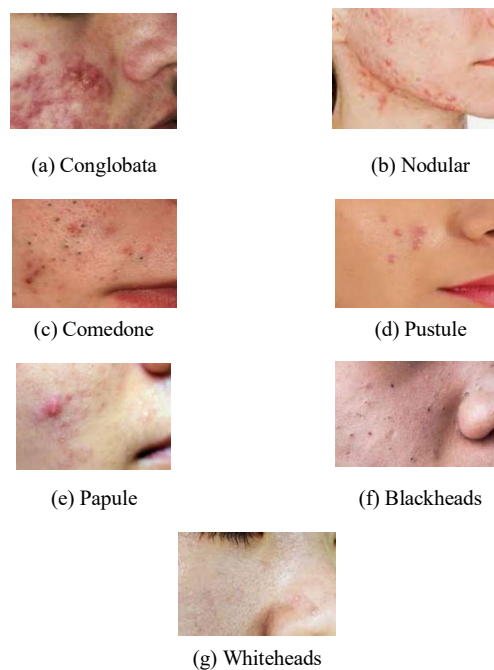 (a) Conglobata
(b) Nodular
(c) Comedone
(d) Pustule
(e) Papule
(f) Blackheads
(g) Whiteheads